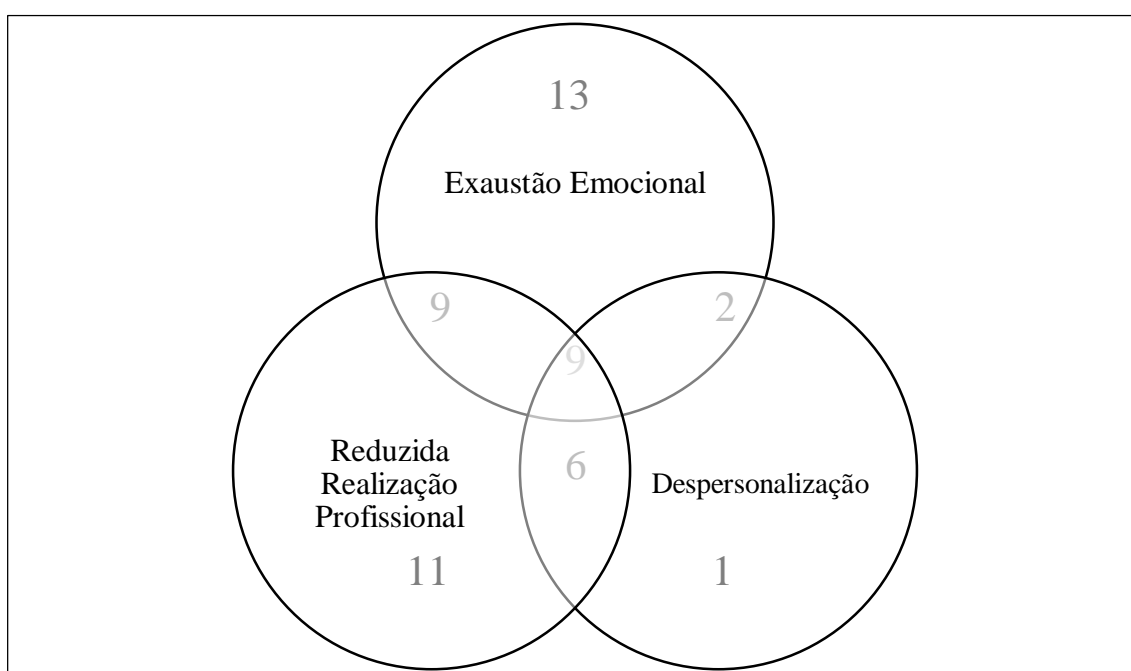 13
Exaustão Emocional
9
2
9
Reduzida
Realização
Profissional
6
Despersonalização
11
1